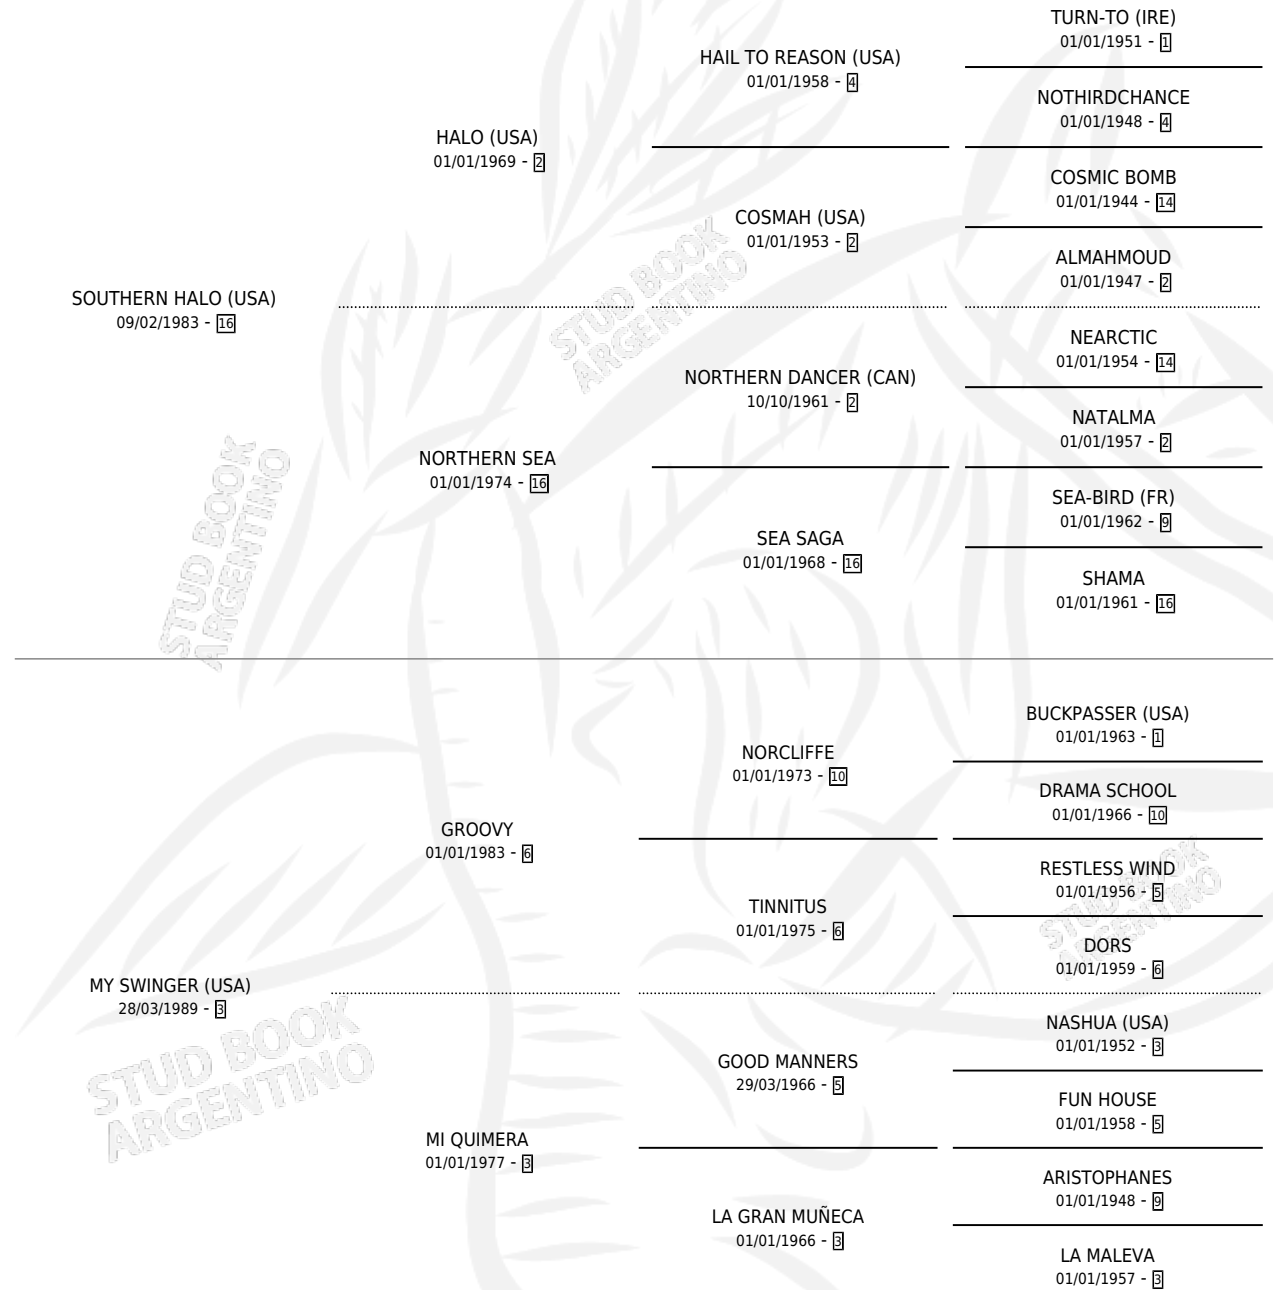 TURN-TO (IRE)
01/01/1951 - 1
HAIL TO REASON (USA)
01/01/1958 - 4
NOTHIRDCHANCE
01/01/1948 - 4
HALO (USA)
01/01/1969 - 2
COSMIC BOMB
01/01/1944 - 14
COSMAH (USA)
01/01/1953 - 2
ALMAHMOUD
01/01/1947 - 2
SOUTHERN HALO (USA)
09/02/1983 - 16
STUD BOOK
ARGENTINO
NEARCTIC
01/01/1954 - 14
NORTHERN DANCER (CAN)
10/10/1961 - 2
NATALMA
01/01/1957 - 2
NORTHERN SEA
01/01/1974 - 16
SEA-BIRD (FR)
01/01/1962 - 9
SEA SAGA
01/01/1968 - 16
SHAMA
01/01/1961 - 16
STUD BOOK
ARGENTINO
BUCKPASSER (USA)
01/01/1963 - 1
NORCLIFFE
01/01/1973 - 10
DRAMA SCHOOL
01/01/1966 - 10
GROOVY
01/01/1983 - 6
RESTLESS WIND
01/01/1956 - 5
TINNITUS
01/01/1975 - 6
DORS
01/01/1959 - 6
STUD BOOK
ARGENTINO
MY SWINGER (USA)
28/03/1989 - 3
NASHUA (USA)
01/01/1952 - 3
GOOD MANNERS
29/03/1966 - 5
FUN HOUSE
01/01/1958 - 5
STUD BOOK
ARGENTINO
MI QUIMERA
01/01/1977 - 3
ARISTOPHANES
01/01/1948 - 9
LA GRAN MUÑECA
01/01/1966 - 3
LA MALEVA
01/01/1957 - 3